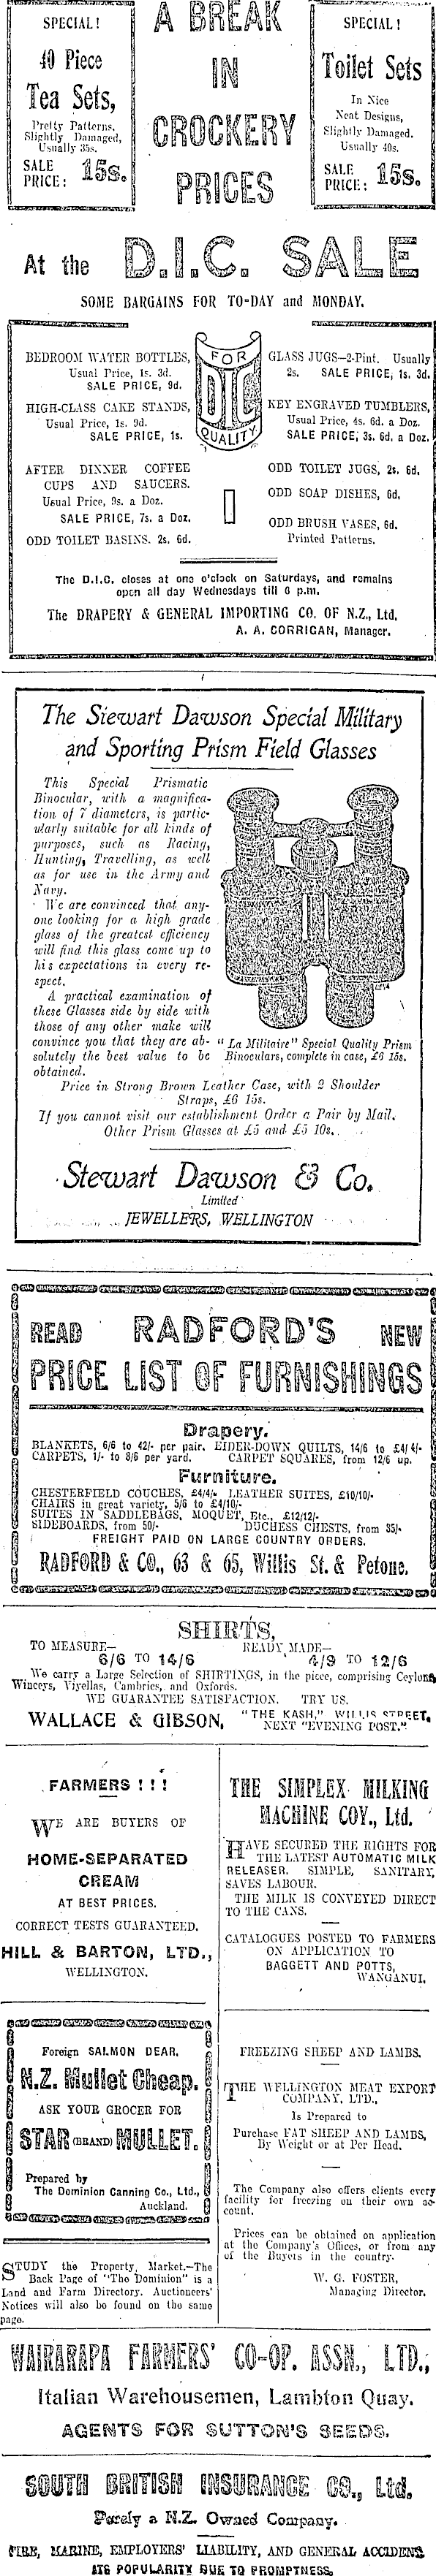 SPECIAL!
40 Piece
Tea Sets,
Pretty Patterns,
Slightly Damaged,
Usually 35s.
SALE
PRICE: 15s.
A BREAK
IN
CROCKERY
PRICES
SPECIAL!
Toilet Sets
In Nice
Neat Designs,
Slightly Damaged.
Usually 40s.
SALE
PRICE: 15s.
At the D.I.C. SALE
SOME BARGAINS FOR TO-DAY and MONDAY.
BEDROOM WATER BOTTLES,
Usual Price, 1s. 3d.
SALE PRICE, 9d.
HIGH-CLASS CAKE STANDS,
Usual Price, 1s. 9d.
SALE PRICE, 1s.
AFTER DINNER COFFEE
CUPS AND SAUCERS.
Usual Price, 9s. a Doz.
SALE PRICE, 7s. a Doz.
ODD TOILET BASINS. 2s. 6d.
FOR
DIC
QUALITY
GLASS JUGS—2-Pint. Usually
2s. SALE PRICE, 1s. 3d.
KEY ENGRAVED TUMBLERS,
Usual Price, 4s. 6d. a Doz.
SALE PRICE, 3s. 6d. a Doz.
ODD TOILET JUGS, 2s. 6d.
ODD SOAP DISHES, 6d.
ODD BRUSH VASES, 6d.
Printed Patterns.
The D.I.C. closes at one o'clock on Saturdays, and remains
open all day Wednesdays till 6 p.m.
The DRAPERY & GENERAL IMPORTING CO. OF N.Z., Ltd,
A. A. CORRIGAN, Manager.
The Stewart Dawson Special Military
and Sporting Prism Field Glasses
This Special Prismatic
Binocular, with a magnifica-
tion of 7 diameters, is partic-
ularly suitable for all kinds of
purposes, such as Racing,
Hunting, Travelling, as well
as for use in the Army and
Navy.
We are convinced that any-
one looking for a high grade
glass of the greatest efficiency
will find this glass come up to
his expectations in every re-
spect.
A practical examination of
these Glasses side by side with
those of any other make will
convince you that they are ab-
solutely the best value to be
obtained.
"La Militaire" Special Quality Prism
Binoculars, complete in case, £6 15s.
Price in Strong Brown Leather Case, with 2 Shoulder
Straps, £6 15s.
If you cannot visit our establishment Order a Pair by Mail.
Other Prism Glasses at £5 and £5 10s.
Stewart Dawson & Co.
Limited
JEWELLERS, WELLINGTON
READ RADFORD'S NEW
PRICE LIST OF FURNISHINGS
Drapery.
BLANKETS, 6/6 to 42/- per pair. EIDER-DOWN QUILTS, 14/6 to £4/4/-
CARPETS, 1/- to 8/6 per yard. CARPET SQUARES, from 12/6 up.
Furniture.
CHESTERFIELD COUCHES, £4/4/- LEATHER SUITES, £10/10/-
CHAIRS in great variety, 5/6 to £4/10/-
SUITES IN SADDLEBAGS, MOQUET, Etc., £12/12/-
SIDEBOARDS, from 50/- DUCHESS CHESTS, from 35/-
FREIGHT PAID ON LARGE COUNTRY ORDERS.
RADFORD & CO., 63 & 65, Willis St. & Petone.
SHIRTS,
TO MEASURE—
6/6 TO 14/6
READY MADE—
4/9 TO 12/6
We carry a Large Selection of SHIRTINGS, in the piece, comprising Ceylons
Winceys, Viyellas, Cambrics, and Oxfords.
WE GUARANTEE SATISFACTION. TRY US.
WALLACE & GIBSON, "THE KASH," WILLIS STREET,
NEXT "EVENING POST."
FARMERS ! ! !
WE ARE BUYERS OF
HOME-SEPARATED
CREAM
AT BEST PRICES.
CORRECT TESTS GUARANTEED.
HILL & BARTON, LTD.,
WELLINGTON.
THE SIMPLEX MILKING
MACHINE COY., Ltd.
HAVE SECURED THE RIGHTS FOR
THE LATEST AUTOMATIC MILK
RELEASER. SIMPLE, SANITARY,
SAVES LABOUR.
THE MILK IS CONVEYED DIRECT
TO THE CANS.
CATALOGUES POSTED TO FARMERS
ON APPLICATION TO
BAGGETT AND POTTS,
WANGANUI.
Foreign SALMON DEAR,
N.Z. Mullet Cheap.
ASK YOUR GROCER FOR
STAR (BRAND) MULLET.
Prepared by
The Dominion Canning Co., Ltd.,
Auckland.
STUDY the Property Market.—The
Back Page of "The Dominion" is a
Land and Farm Directory. Auctioneers'
Notices will also be found on the same
page.
FREEZING SHEEP AND LAMBS.
THE WELLINGTON MEAT EXPORT
COMPANY, LTD.,
Is Prepared to
Purchase FAT SHEEP AND LAMBS,
By Weight or at Per Head.
The Company also offers clients every
facility for freezing on their own ac-
count.
Prices can be obtained on application
at the Company's Offices, or from any
of the Buyers in the country.
W. G. FOSTER,
Managing Director.
WAIRARAPA FARMERS' CO-OP. ASSN., LTD.,
Italian Warehousemen, Lambton Quay.
AGENTS FOR SUTTON'S SEEDS.
SOUTH BRITISH INSURANCE CO., Ltd.
Purely a N.Z. Owned Company.
FIRE, MARINE, EMPLOYERS' LIABILITY, AND GENERAL ACCIDENTS
ITS POPULARITY DUE TO PROMPTNESS.